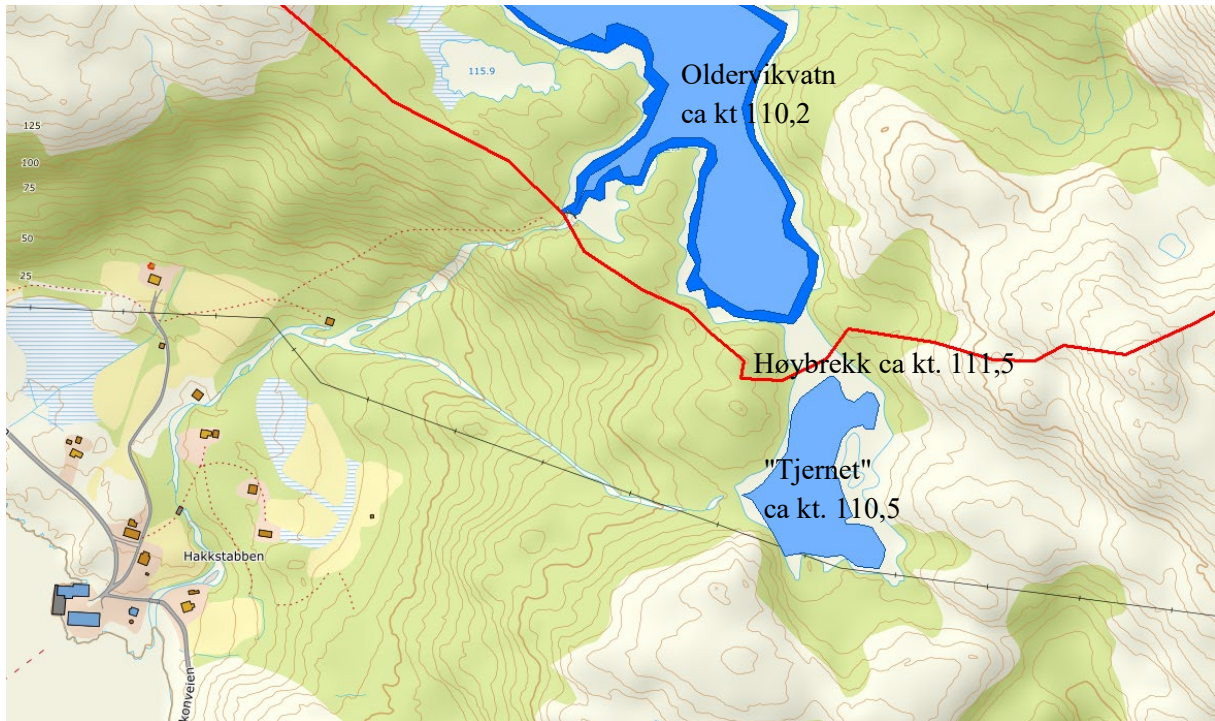 115.9
Oldervikvatn
ca kt 110,2
125
100
75
50
25
Høybrekk ca kt. 111,5
"Tjernet"
ca kt. 110,5
Hakkstabben
konveien